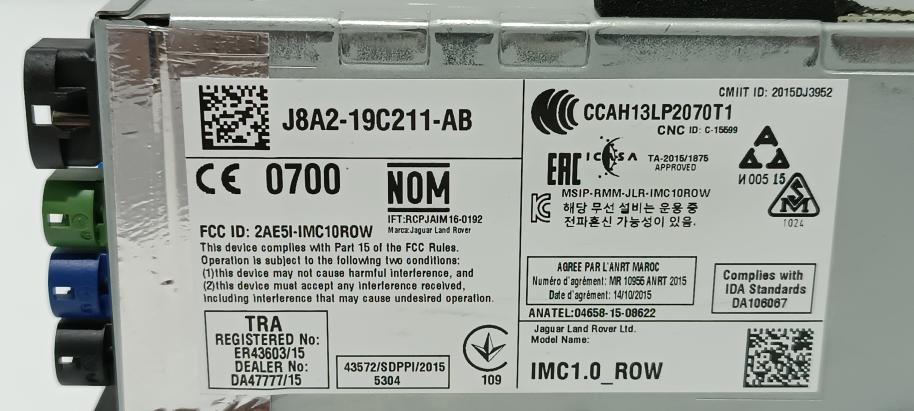 J8A2-19C211-AB
CE 0700
NOM
IFT:RCPJAIM16-0192
Marca:Jaguar Land Rover
FCC ID: 2AE5I-IMC10ROW
This device complies with Part 15 of the FCC Rules.
Operation is subject to the following two conditions:
(1)this device may not cause harmful interference, and
(2)this device must accept any interference received,
including interference that may cause undesired operation.
TRA
REGISTERED No:
ER43603/15
DEALER No:
DA47777/15
43572/SDPPI/2015
5304
109
CMIIT ID: 2015DJ3952
CCAH13LP2070T1
CNC ID: C-15599
EAC
ICASA
TA-2015/1875
APPROVED
И 005 15
1024
MSIP-RMM-JLR-IMC10ROW
해당 무선 설비는 운용 중
전파혼신 가능성이 있음.
AGREE PAR L'ANRT MAROC
Numéro d'agrément: MR 10955 ANRT 2015
Date d'agrément: 14/10/2015
Complies with
IDA Standards
DA106067
ANATEL:04658-15-08622
Jaguar Land Rover Ltd.
Model Name:
IMC1.0_ROW